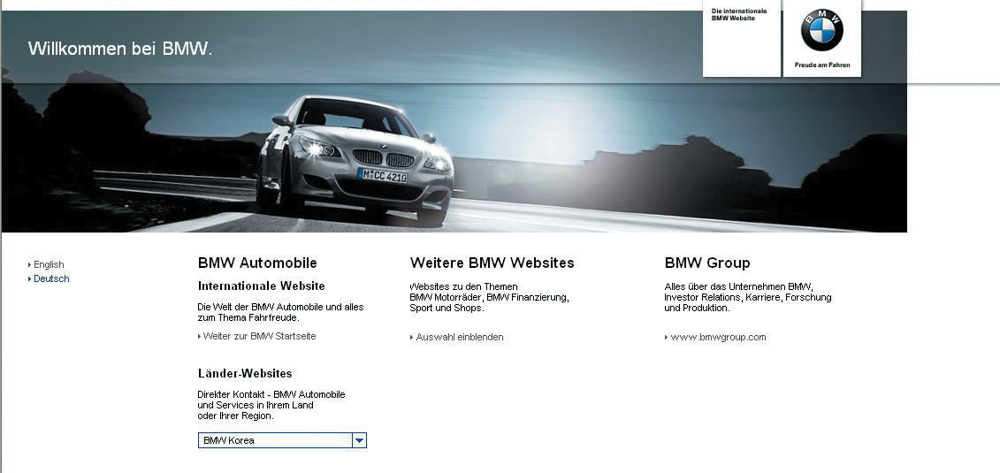 Willkommen bei BMW.
Die internationale
BMW Website
BMW
Freude am Fahren
M CC 4210
English
Deutsch
BMW Automobile
Internationale Website
Die Welt der BMW Automobile und alles
zum Thema Fahrfreude.
Weiter zur BMW Startseite
Länder-Websites
Direkter Kontakt - BMW Automobile
und Services in Ihrem Land
oder Ihrer Region.
BMW Korea
Weitere BMW Websites
Websites zu den Themen
BMW Motorräder, BMW Finanzierung,
Sport und Shops.
Auswahl einblenden
BMW Group
Alles über das Unternehmen BMW,
Investor Relations, Karriere, Forschung
und Produktion.
www.bmwgroup.com